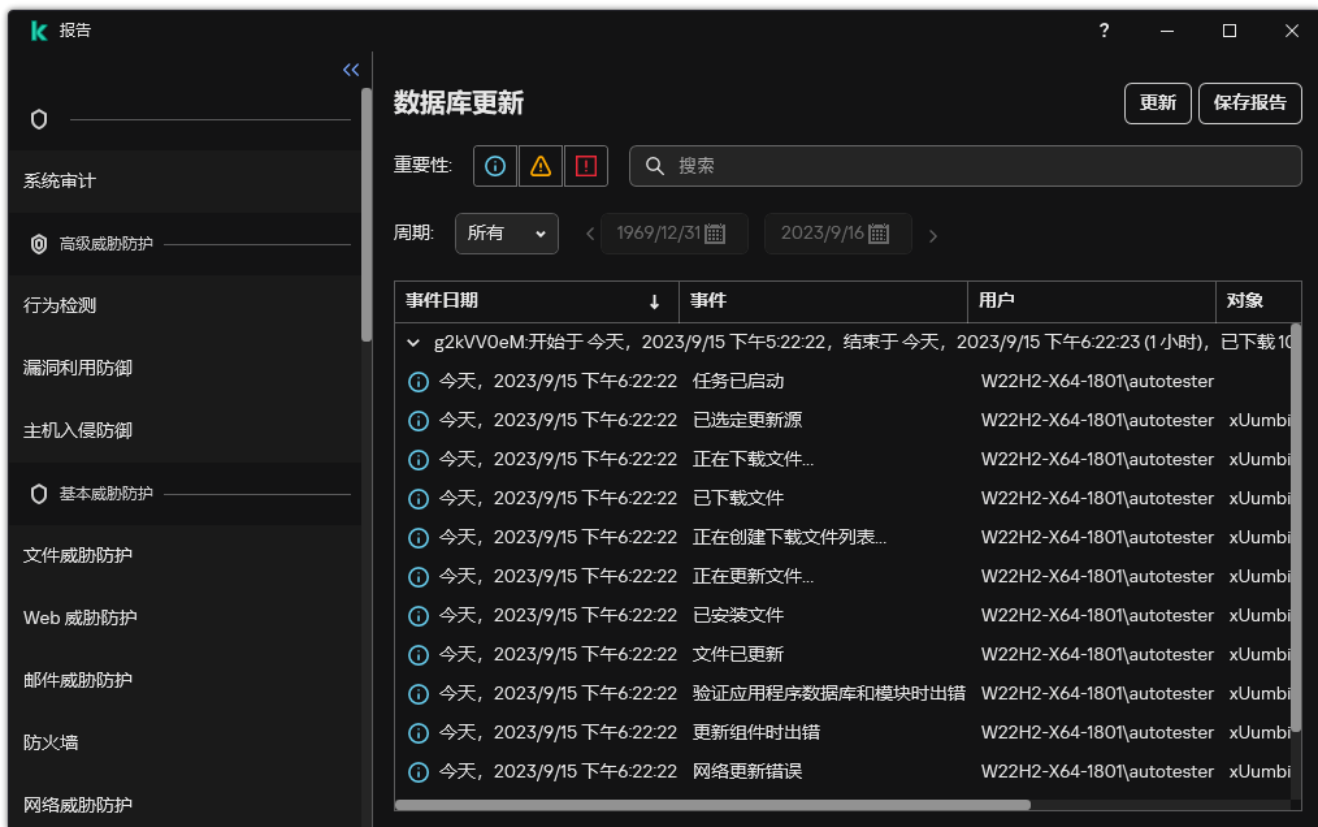 报告
数据库更新
更新
保存报告
重要性:
搜索
周期:
所有
1969/12/31
2023/9/16
系统审计
高级威胁防护
行为检测
漏洞利用防御
主机入侵防御
基本威胁防护
文件威胁防护
Web 威胁防护
邮件威胁防护
防火墙
网络威胁防护
事件日期 ↓ 事件 用户 对象
g2kVV0eM:开始于 今天，2023/9/15 下午5:22:22，结束于 今天，2023/9/15 下午6:22:23 (1 小时)，已下载 10
今天，2023/9/15 下午6:22:22 任务已启动 W22H2-X64-1801\autotester
今天，2023/9/15 下午6:22:22 已选定更新源 W22H2-X64-1801\autotester xUumbi
今天，2023/9/15 下午6:22:22 正在下载文件... W22H2-X64-1801\autotester xUumbi
今天，2023/9/15 下午6:22:22 已下载文件 W22H2-X64-1801\autotester xUumbi
今天，2023/9/15 下午6:22:22 正在创建下载文件列表... W22H2-X64-1801\autotester xUumbi
今天，2023/9/15 下午6:22:22 正在更新文件... W22H2-X64-1801\autotester xUumbi
今天，2023/9/15 下午6:22:22 已安装文件 W22H2-X64-1801\autotester xUumbi
今天，2023/9/15 下午6:22:22 文件已更新 W22H2-X64-1801\autotester xUumbi
今天，2023/9/15 下午6:22:22 验证应用程序数据库和模块时出错 W22H2-X64-1801\autotester xUumbi
今天，2023/9/15 下午6:22:22 更新组件时出错 W22H2-X64-1801\autotester xUumbi
今天，2023/9/15 下午6:22:22 网络更新错误 W22H2-X64-1801\autotester xUumbi